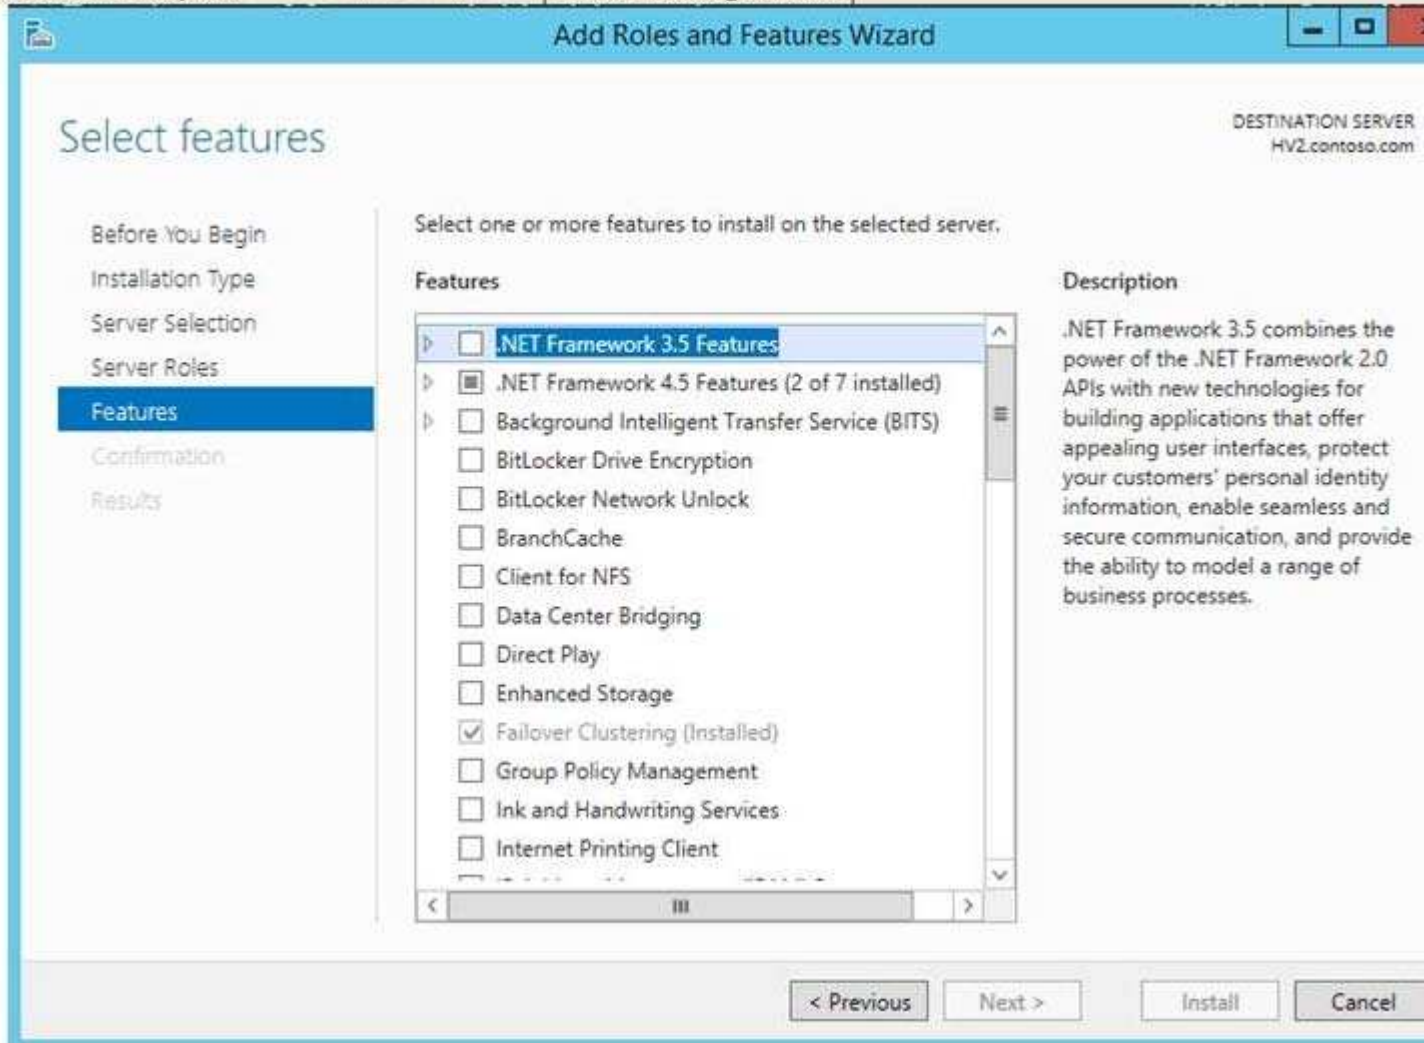 Add Roles and Features Wizard
Select features
DESTINATION SERVER
HV2.contoso.com
Before You Begin
Installation Type
Server Selection
Server Roles
Features
Confirmation
Results
Select one or more features to install on the selected server.
Features
.NET Framework 3.5 Features
.NET Framework 4.5 Features (2 of 7 installed)
Background Intelligent Transfer Service (BITS)
BitLocker Drive Encryption
BitLocker Network Unlock
BranchCache
Client for NFS
Data Center Bridging
Direct Play
Enhanced Storage
Failover Clustering (Installed)
Group Policy Management
Ink and Handwriting Services
Internet Printing Client
Description
.NET Framework 3.5 combines the
power of the .NET Framework 2.0
APIs with new technologies for
building applications that offer
appealing user interfaces, protect
your customers' personal identity
information, enable seamless and
secure communication, and provide
the ability to model a range of
business processes.
< Previous
Next >
Install
Cancel